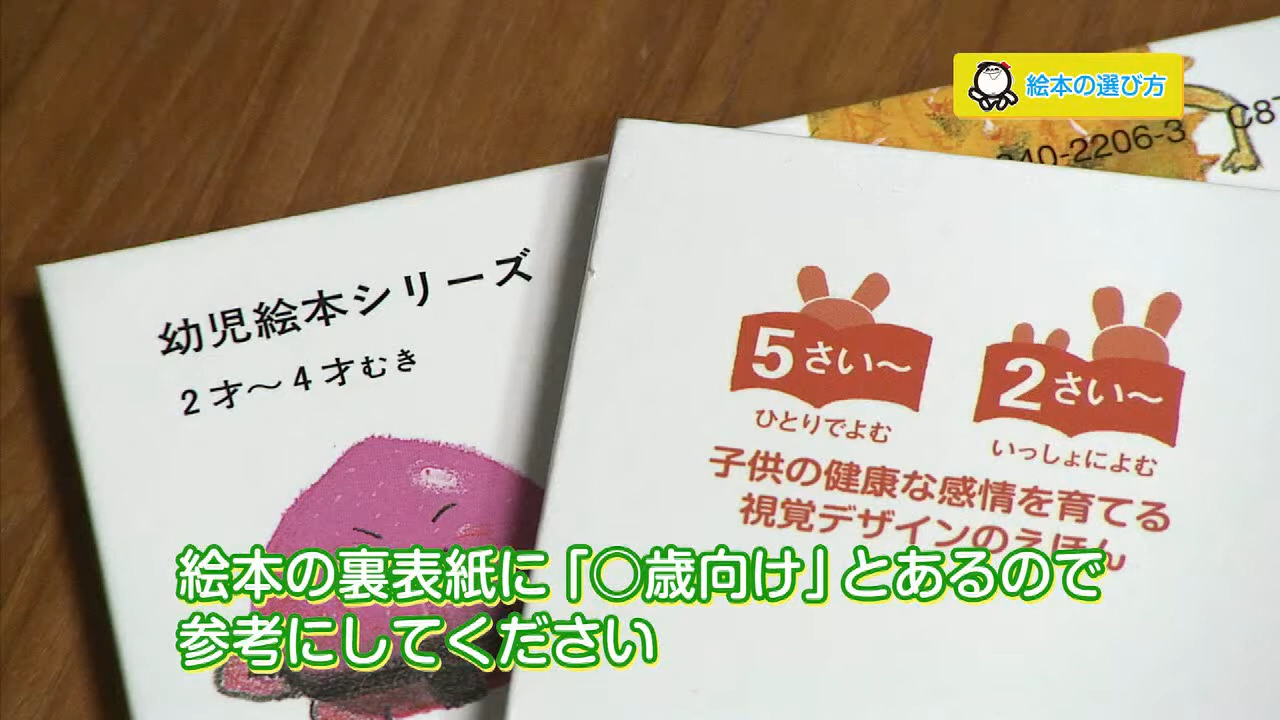 絵本の選び方
340-2206-3
C87
幼児絵本シリーズ
2才〜4才むき
5さい〜
ひとりでよむ
2さい〜
いっしょによむ
子供の健康な感情を育てる
視覚デザインのえほん
絵本の裏表紙に「○歳向け」とあるので
参考にしてください